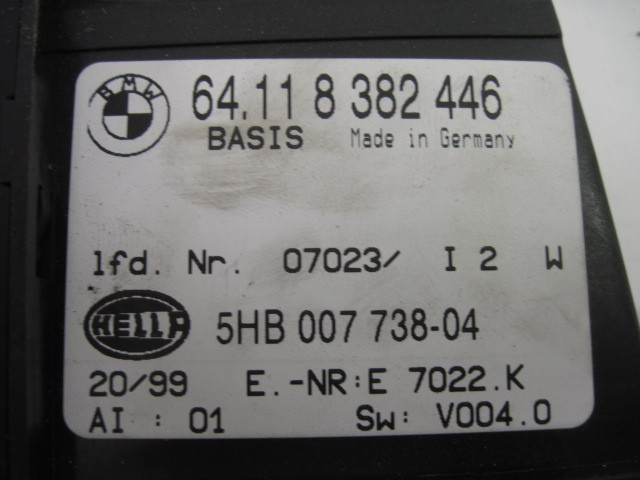 BMW
64.11 8 382 446
BASIS Made in Germany
lfd. Nr. 07023/ I 2 W
HELLA
5HB 007 738-04
20/99 E.-NR:E 7022.K
AI : 01 Sw: V004.0